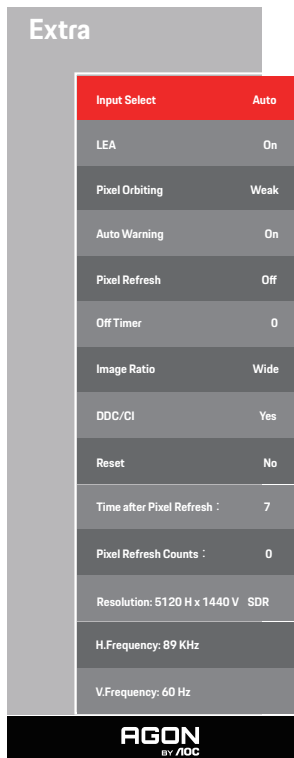 Extra
Input Select Auto
LEA On
Pixel Orbiting Weak
Auto Warning On
Pixel Refresh Off
Off Timer 0
Image Ratio Wide
DDC/CI Yes
Reset No
Time after Pixel Refresh： 7
Pixel Refresh Counts： 0
Resolution: 5120 H x 1440 V SDR
H.Frequency: 89 KHz
V.Frequency: 60 Hz
AGON
BY AOC